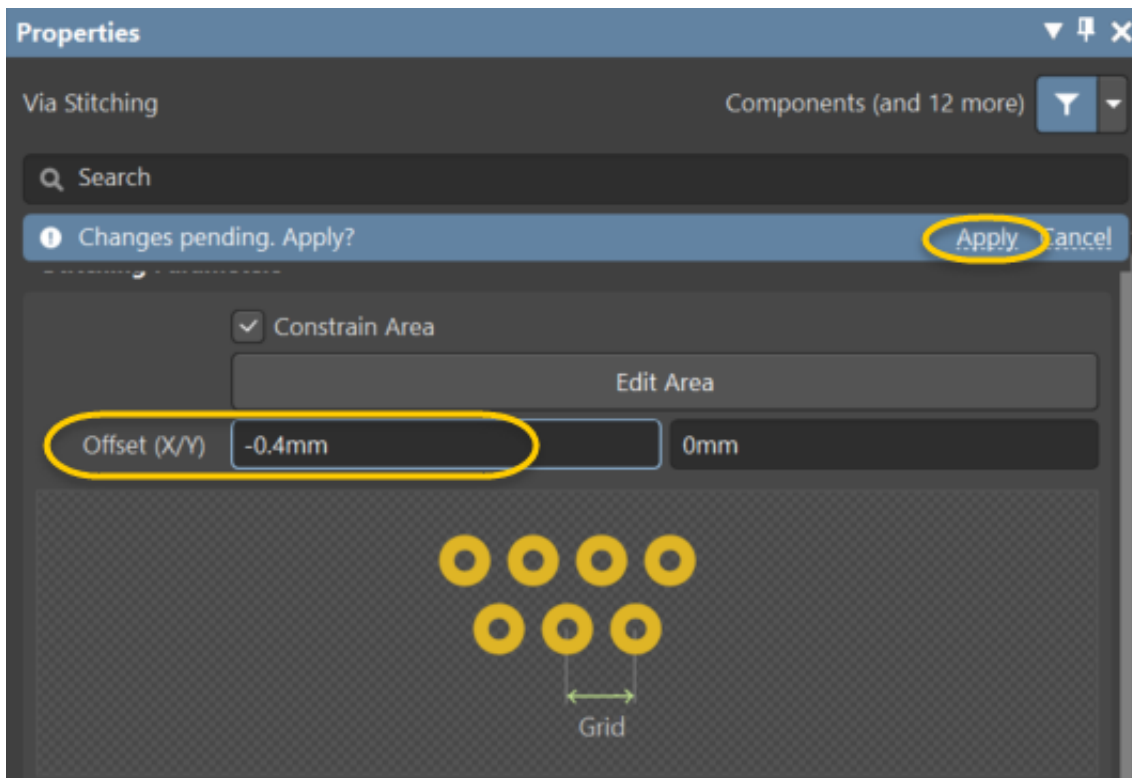 Properties
Via Stitching Components (and 12 more)
Search
Changes pending. Apply? Apply Cancel
Constrain Area
Edit Area
Offset (X/Y) -0.4mm 0mm
Grid